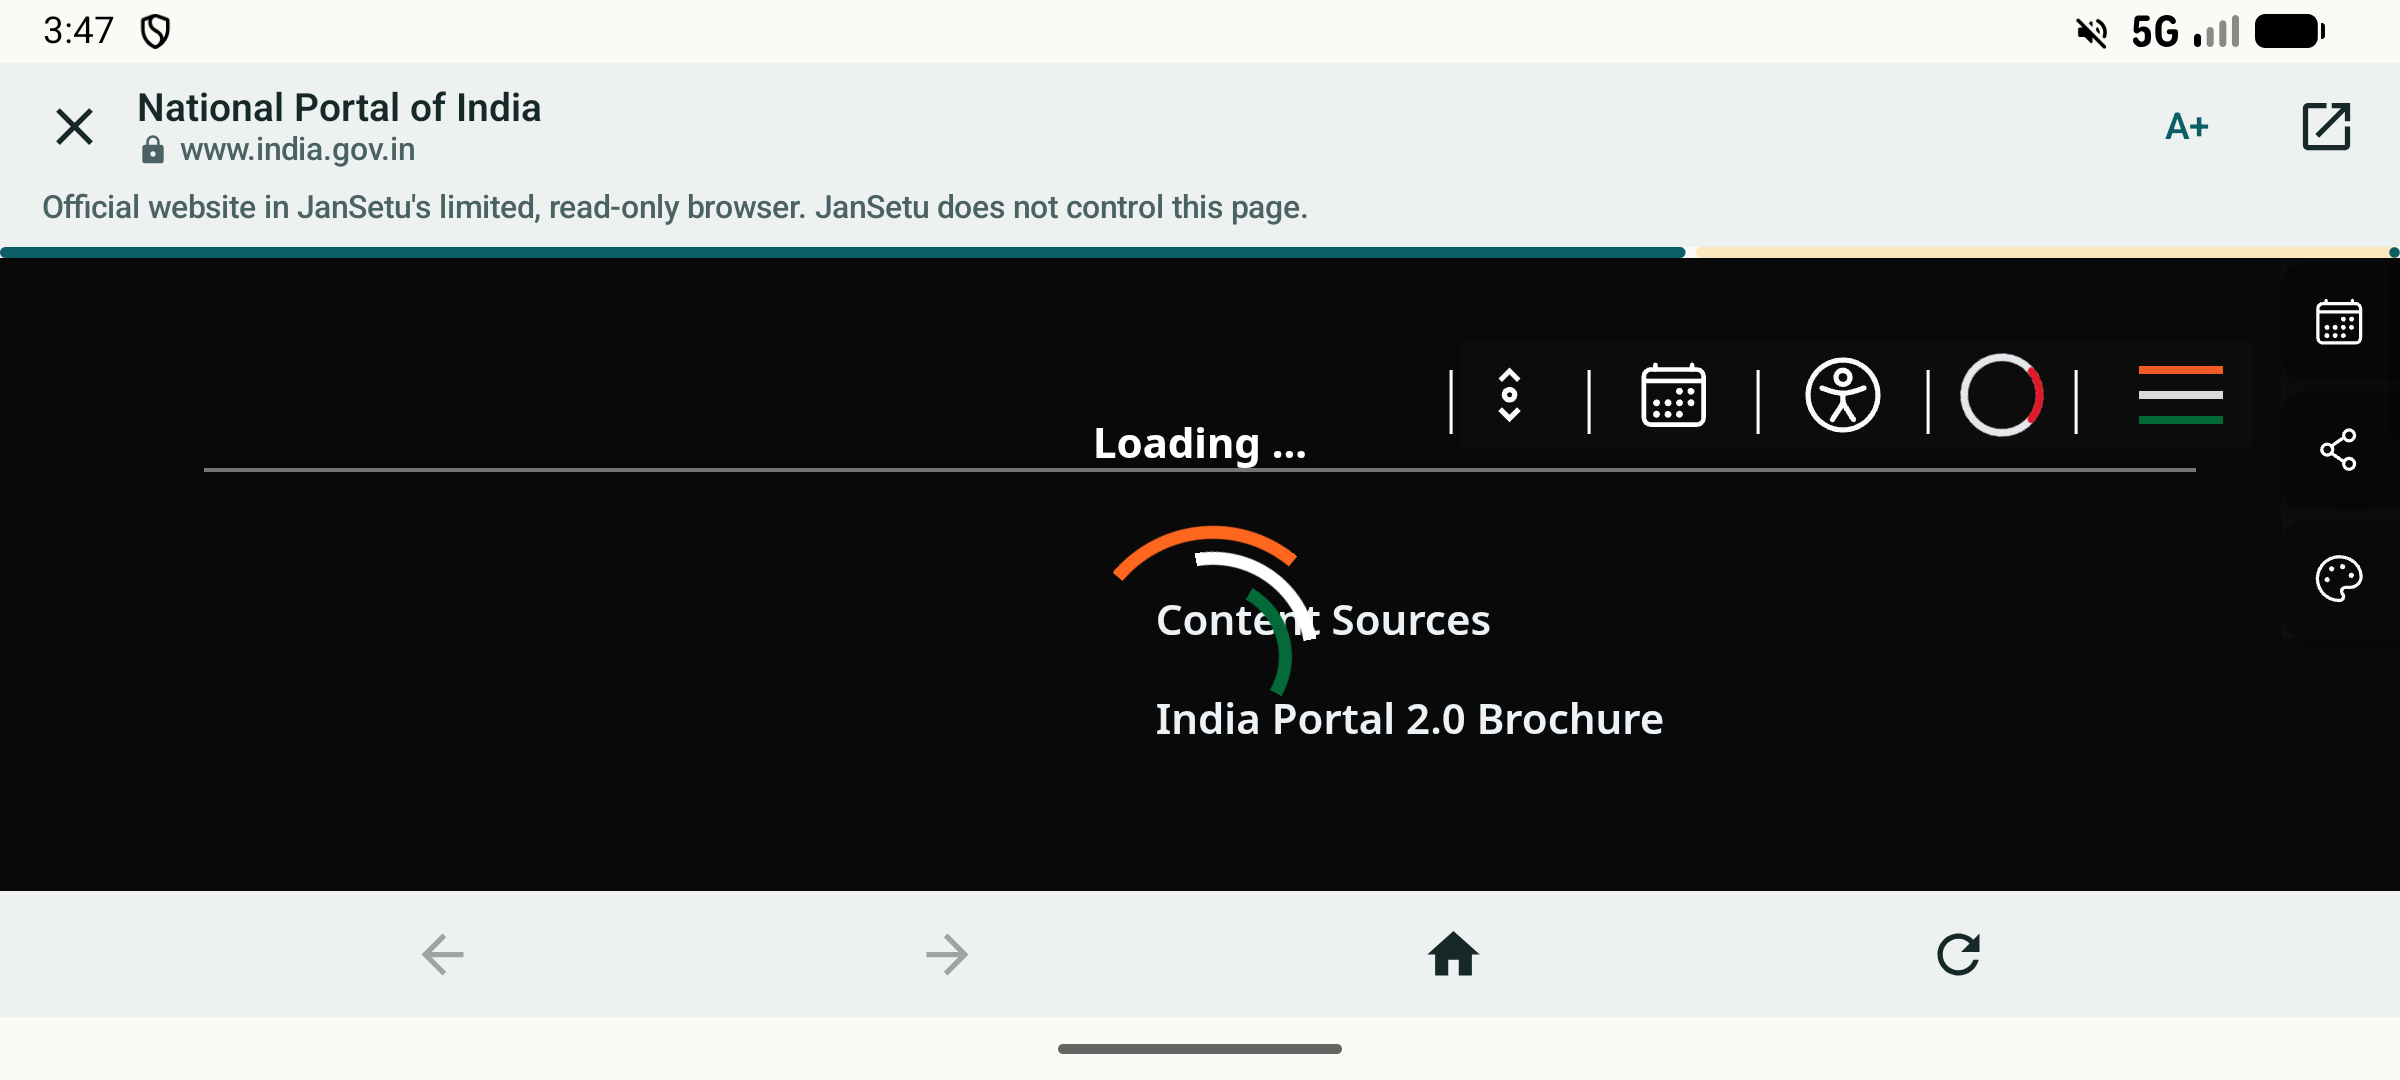 3:47
5G
National Portal of India
www.india.gov.in
A+
Official website in JanSetu's limited, read-only browser. JanSetu does not control this page.
Loading ...
Content Sources
India Portal 2.0 Brochure